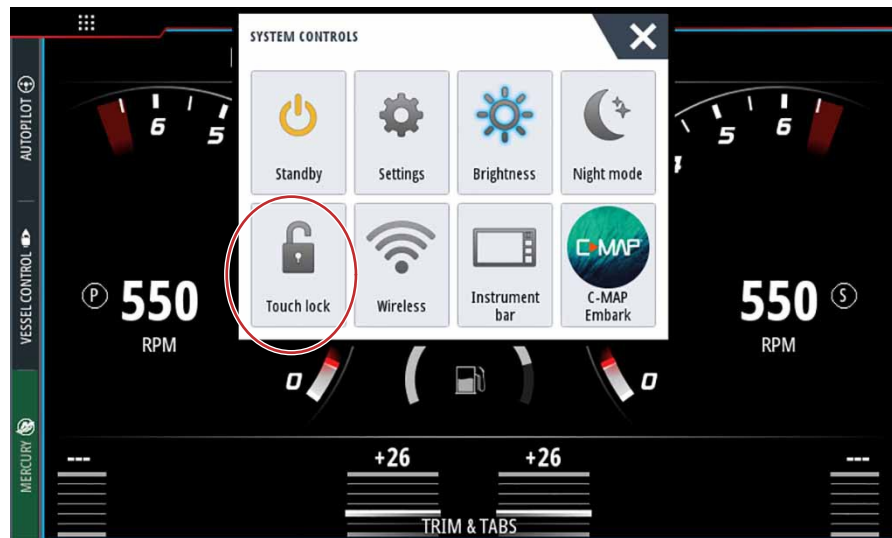 SYSTEM CONTROLS
Standby
Settings
Brightness
Night mode
Touch lock
Wireless
Instrument
bar
C-MAP
C-MAP
Embark
AUTOPILOT
VESSEL CONTROL
MERCURY
6
5
5
6
P
550
RPM
550
S
RPM
0
0
---
+26
+26
---
TRIM & TABS